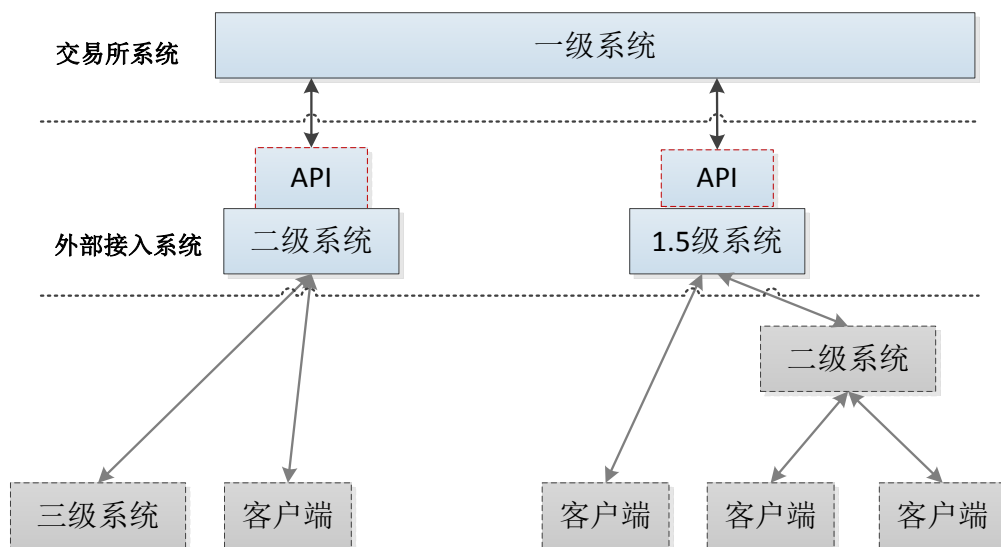 交易所系统
一级系统
API
API
外部接入系统
二级系统
1.5级系统
二级系统
三级系统
客户端
客户端
客户端
客户端